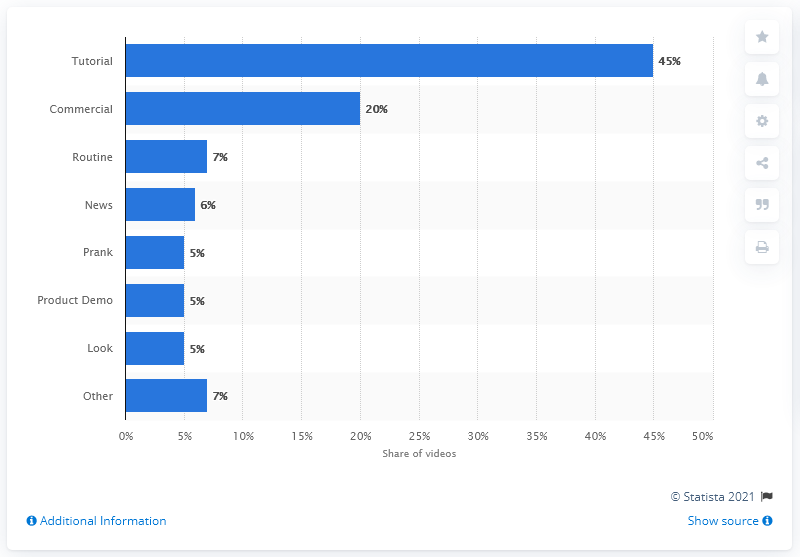 Tutorial 45%
Commercial 20%
Routine 7%
News 6%
Prank 5%
Product Demo 5%
Look 5%
Other 7%
0% 5% 10% 15% 20% 25% 30% 35% 40% 45% 50%
Share of videos
© Statista 2021
Additional Information Show source